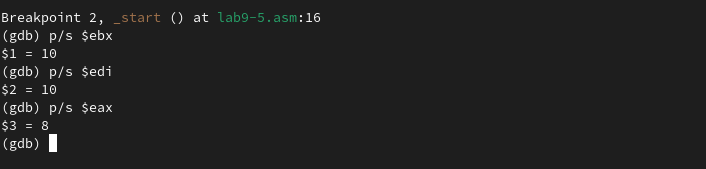 Breakpoint 2, _start () at lab9-5.asm:16
(gdb) p/s $ebx
$1 = 10
(gdb) p/s $edi
$2 = 10
(gdb) p/s $eax
$3 = 8
(gdb)